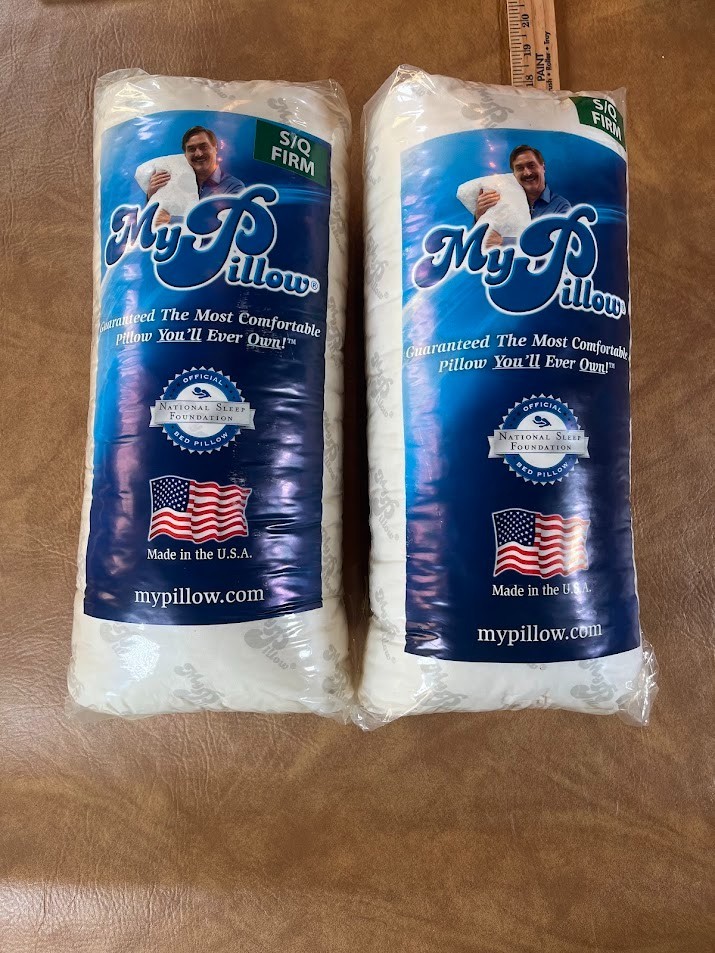 S/Q
FIRM
MyPillow®
Guaranteed The Most Comfortable
Pillow You'll Ever Own!™
OFFICIAL
NATIONAL SLEEP
FOUNDATION
BED PILLOW
Made in the U.S.A.
mypillow.com
S/Q
FIRM
MyPillow®
Guaranteed The Most Comfortable
Pillow You'll Ever Own!™
OFFICIAL
NATIONAL SLEEP
FOUNDATION
BED PILLOW
Made in the U.S.A.
mypillow.com
18 19 20
PAINT